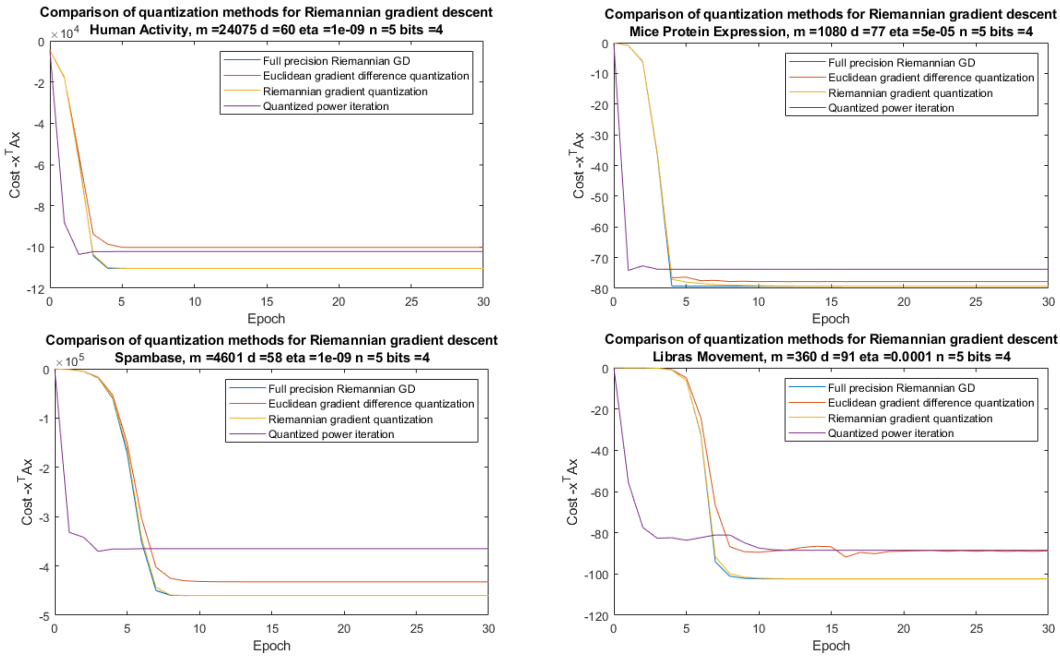 Comparison of quantization methods for Riemannian gradient descent
Human Activity, m =24075 d =60 eta =1e-09 n =5 bits =4
× 10^4
0
-2
-4
-6
-8
-10
-12
Cost -x^T Ax
0 5 10 15 20 25 30
Epoch
Full precision Riemannian GD
Euclidean gradient difference quantization
Riemannian gradient quantization
Quantized power iteration
Comparison of quantization methods for Riemannian gradient descent
Mice Protein Expression, m =1080 d =77 eta =5e-05 n =5 bits =4
0
-10
-20
-30
-40
-50
-60
-70
-80
Cost -x^T Ax
0 5 10 15 20 25 30
Epoch
Full precision Riemannian GD
Euclidean gradient difference quantization
Riemannian gradient quantization
Quantized power iteration
Comparison of quantization methods for Riemannian gradient descent
Spambase, m =4601 d =58 eta =1e-09 n =5 bits =4
× 10^5
0
-1
-2
-3
-4
-5
Cost -x^T Ax
0 5 10 15 20 25 30
Epoch
Full precision Riemannian GD
Euclidean gradient difference quantization
Riemannian gradient quantization
Quantized power iteration
Comparison of quantization methods for Riemannian gradient descent
Libras Movement, m =360 d =91 eta =0.0001 n =5 bits =4
0
-20
-40
-60
-80
-100
-120
Cost -x^T Ax
0 5 10 15 20 25 30
Epoch
Full precision Riemannian GD
Euclidean gradient difference quantization
Riemannian gradient quantization
Quantized power iteration